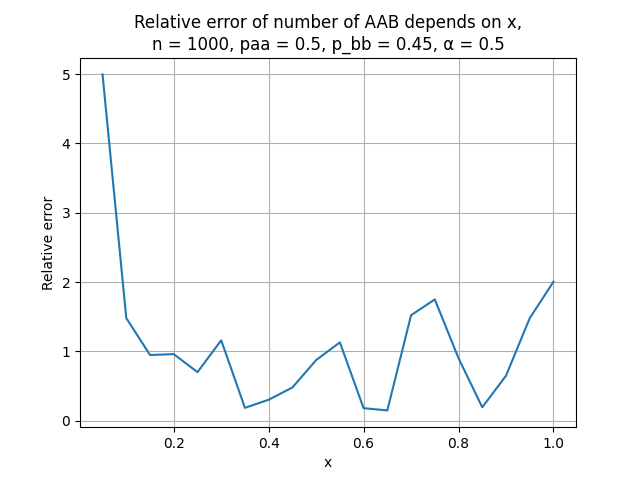 Relative error of number of AAB depends on x,
n = 1000, paa = 0.5, p_bb = 0.45, α = 0.5
5
4
3
2
1
0
Relative error
0.2 0.4 0.6 0.8 1.0
x